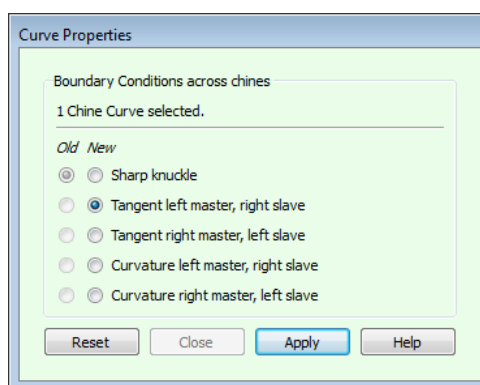 Curve Properties
Boundary Conditions across chines
1 Chine Curve selected.
Old New
Sharp knuckle
Tangent left master, right slave
Tangent right master, left slave
Curvature left master, right slave
Curvature right master, left slave
Reset Close Apply Help